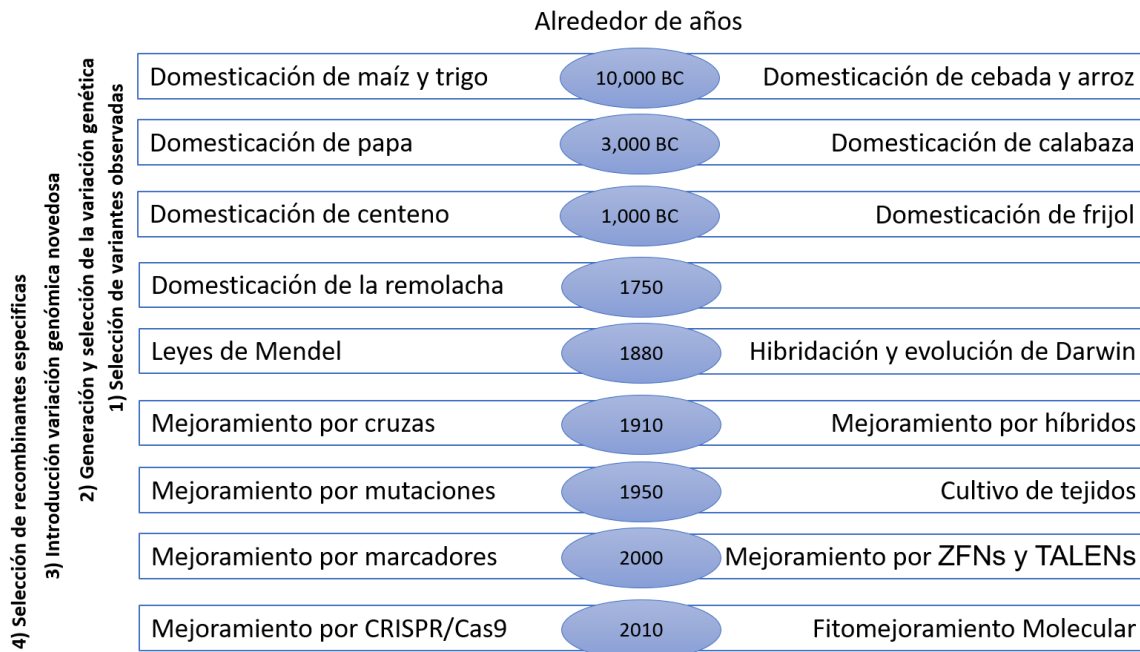 Alrededor de años
Domesticación de maíz y trigo 10,000 BC Domesticación de cebada y arroz
Domesticación de papa 3,000 BC Domesticación de calabaza
Domesticación de centeno 1,000 BC Domesticación de frijol
Domesticación de la remolacha 1750
Leyes de Mendel 1880 Hibridación y evolución de Darwin
Mejoramiento por cruzas 1910 Mejoramiento por híbridos
Mejoramiento por mutaciones 1950 Cultivo de tejidos
Mejoramiento por marcadores 2000 Mejoramiento por ZFNs y TALENs
Mejoramiento por CRISPR/Cas9 2010 Fitomejoramiento Molecular
1) Selección de variantes observadas
2) Generación y selección de la variación genética
3) Introducción variación genómica novedosa
4) Selección de recombinantes especificas